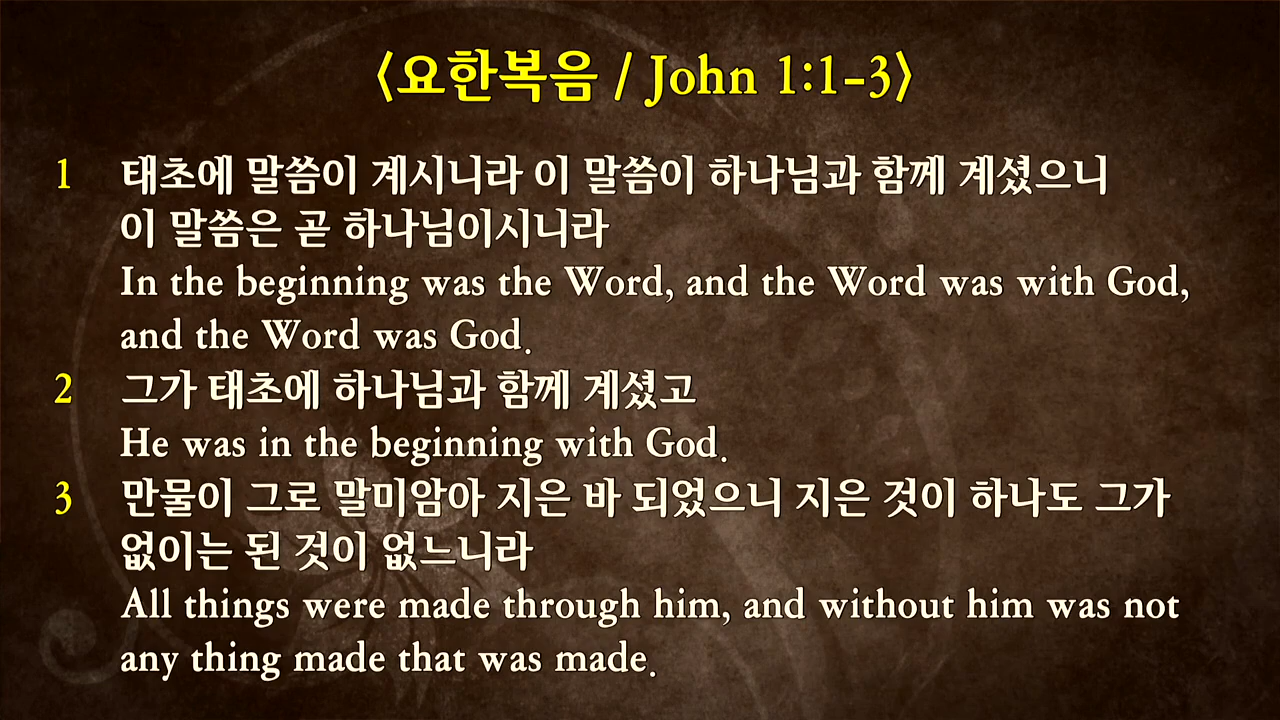 〈요한복음 / John 1:1-3〉
1 태초에 말씀이 계시니라 이 말씀이 하나님과 함께 계셨으니
이 말씀은 곧 하나님이시니라
In the beginning was the Word, and the Word was with God,
and the Word was God.
2 그가 태초에 하나님과 함께 계셨고
He was in the beginning with God.
3 만물이 그로 말미암아 지은 바 되었으니 지은 것이 하나도 그가
없이는 된 것이 없느니라
All things were made through him, and without him was not
any thing made that was made.